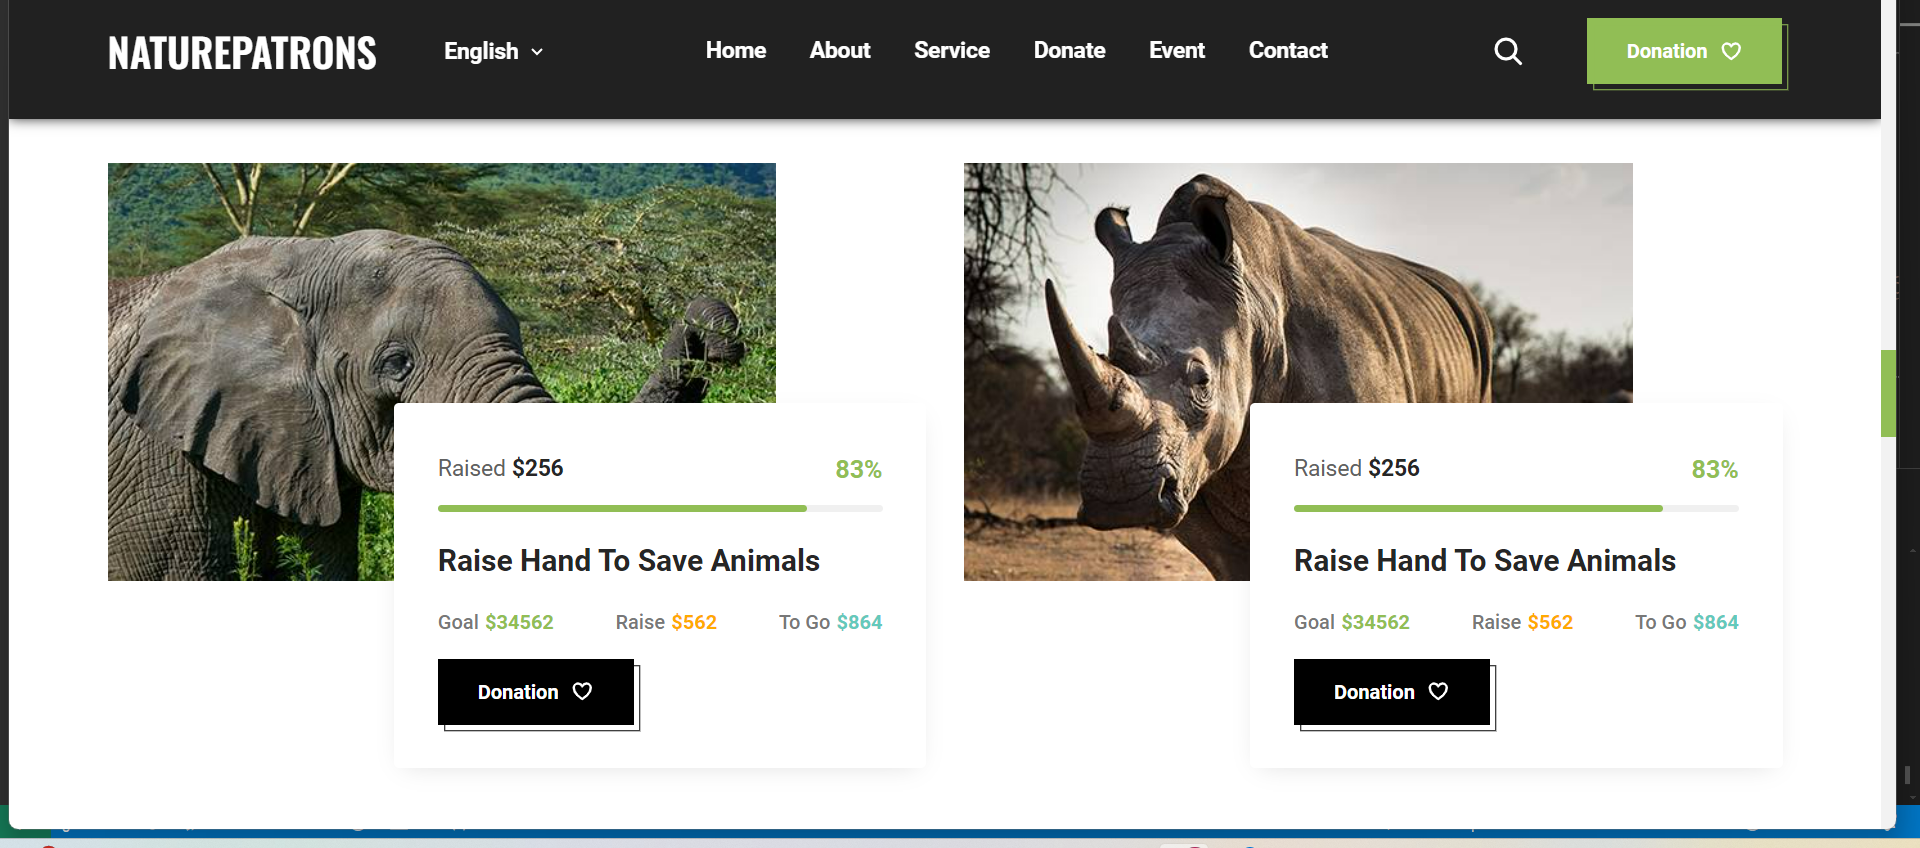 NATUREPATRONS English Home About Service Donate Event Contact Donation
Raised $256 83%
Raise Hand To Save Animals
Goal $34562 Raise $562 To Go $864
Donation
Raised $256 83%
Raise Hand To Save Animals
Goal $34562 Raise $562 To Go $864
Donation